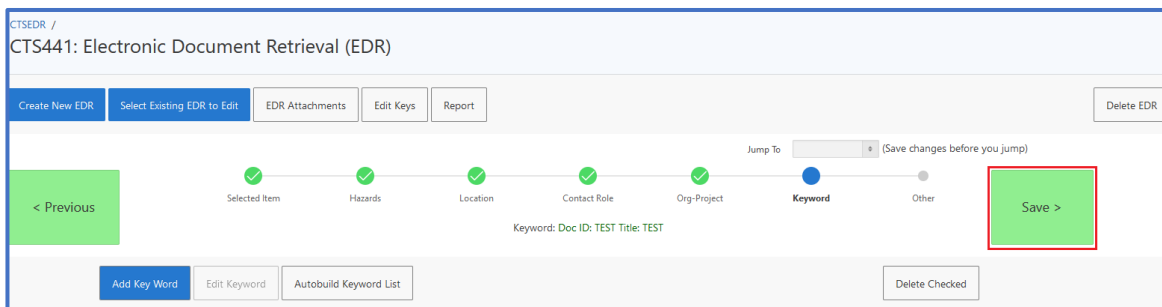 CTSEDR /
CTS441: Electronic Document Retrieval (EDR)
Create New EDR Select Existing EDR to Edit EDR Attachments Edit Keys Report Delete EDR
Jump To (Save changes before you jump)
< Previous Selected Item Hazards Location Contact Role Org-Project Keyword Other Save >
Keyword: Doc ID: TEST Title: TEST
Add Key Word Edit Keyword Autobuild Keyword List Delete Checked